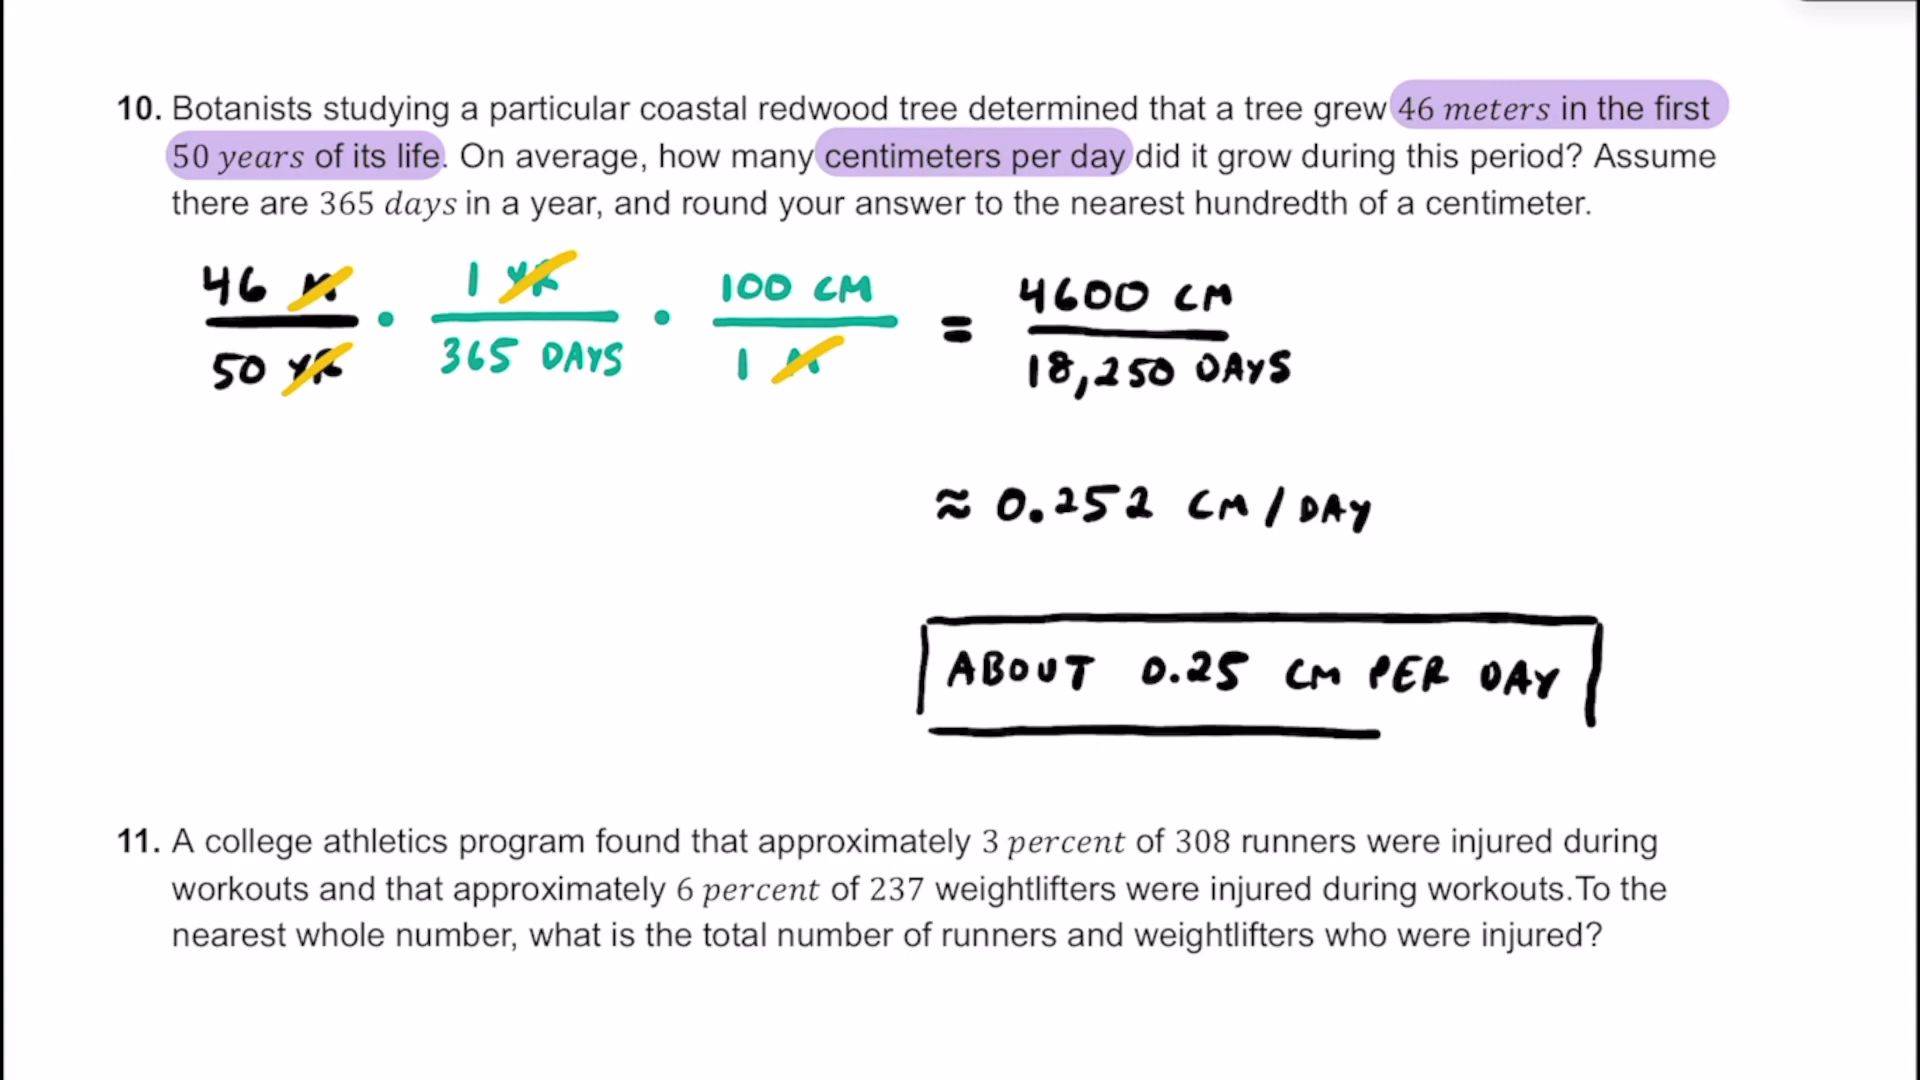 10. Botanists studying a particular coastal redwood tree determined that a tree grew 46 meters in the first
50 years of its life. On average, how many centimeters per day did it grow during this period? Assume
there are 365 days in a year, and round your answer to the nearest hundredth of a centimeter.
46 M / 50 YR · 1 YR / 365 DAYS · 100 CM / 1 M = 4600 CM / 18,250 DAYS
≈ 0.252 CM / DAY
ABOUT 0.25 CM PER DAY
11. A college athletics program found that approximately 3 percent of 308 runners were injured during
workouts and that approximately 6 percent of 237 weightlifters were injured during workouts.To the
nearest whole number, what is the total number of runners and weightlifters who were injured?